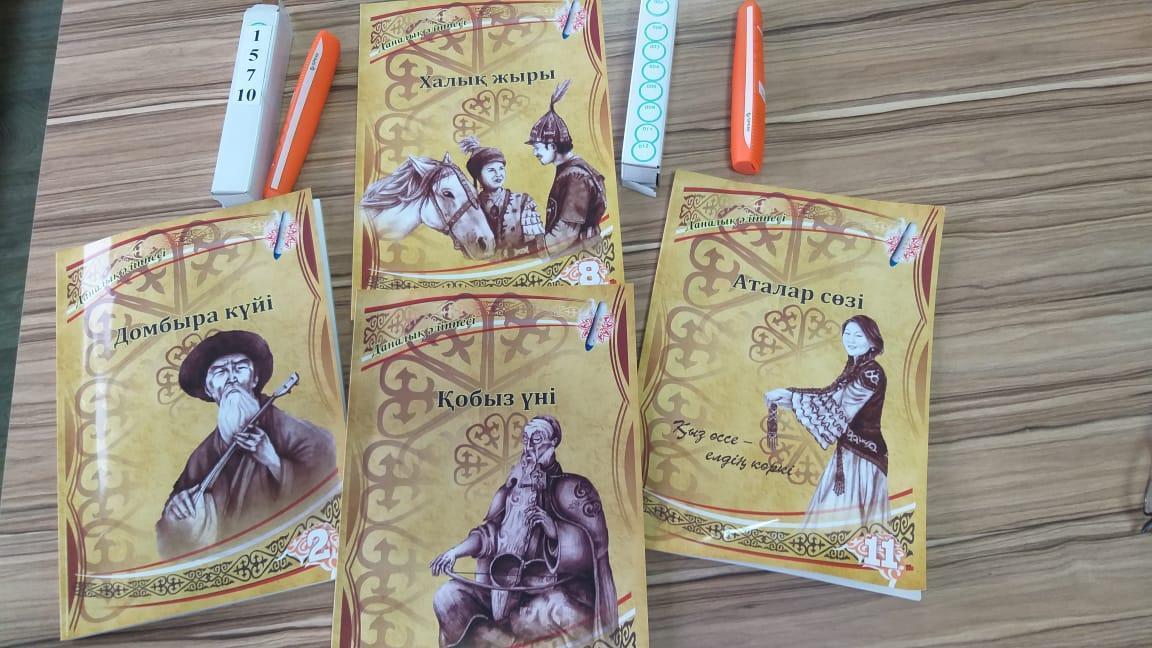 1
5
7
10
Даналық әліппесі
Халық жыры
8
Даналық әліппесі
Домбыра күйі
2
Даналық әліппесі
Қобыз үні
Даналық әліппесі
Аталар сөзі
Қыз өссе –
елдің көркі
11